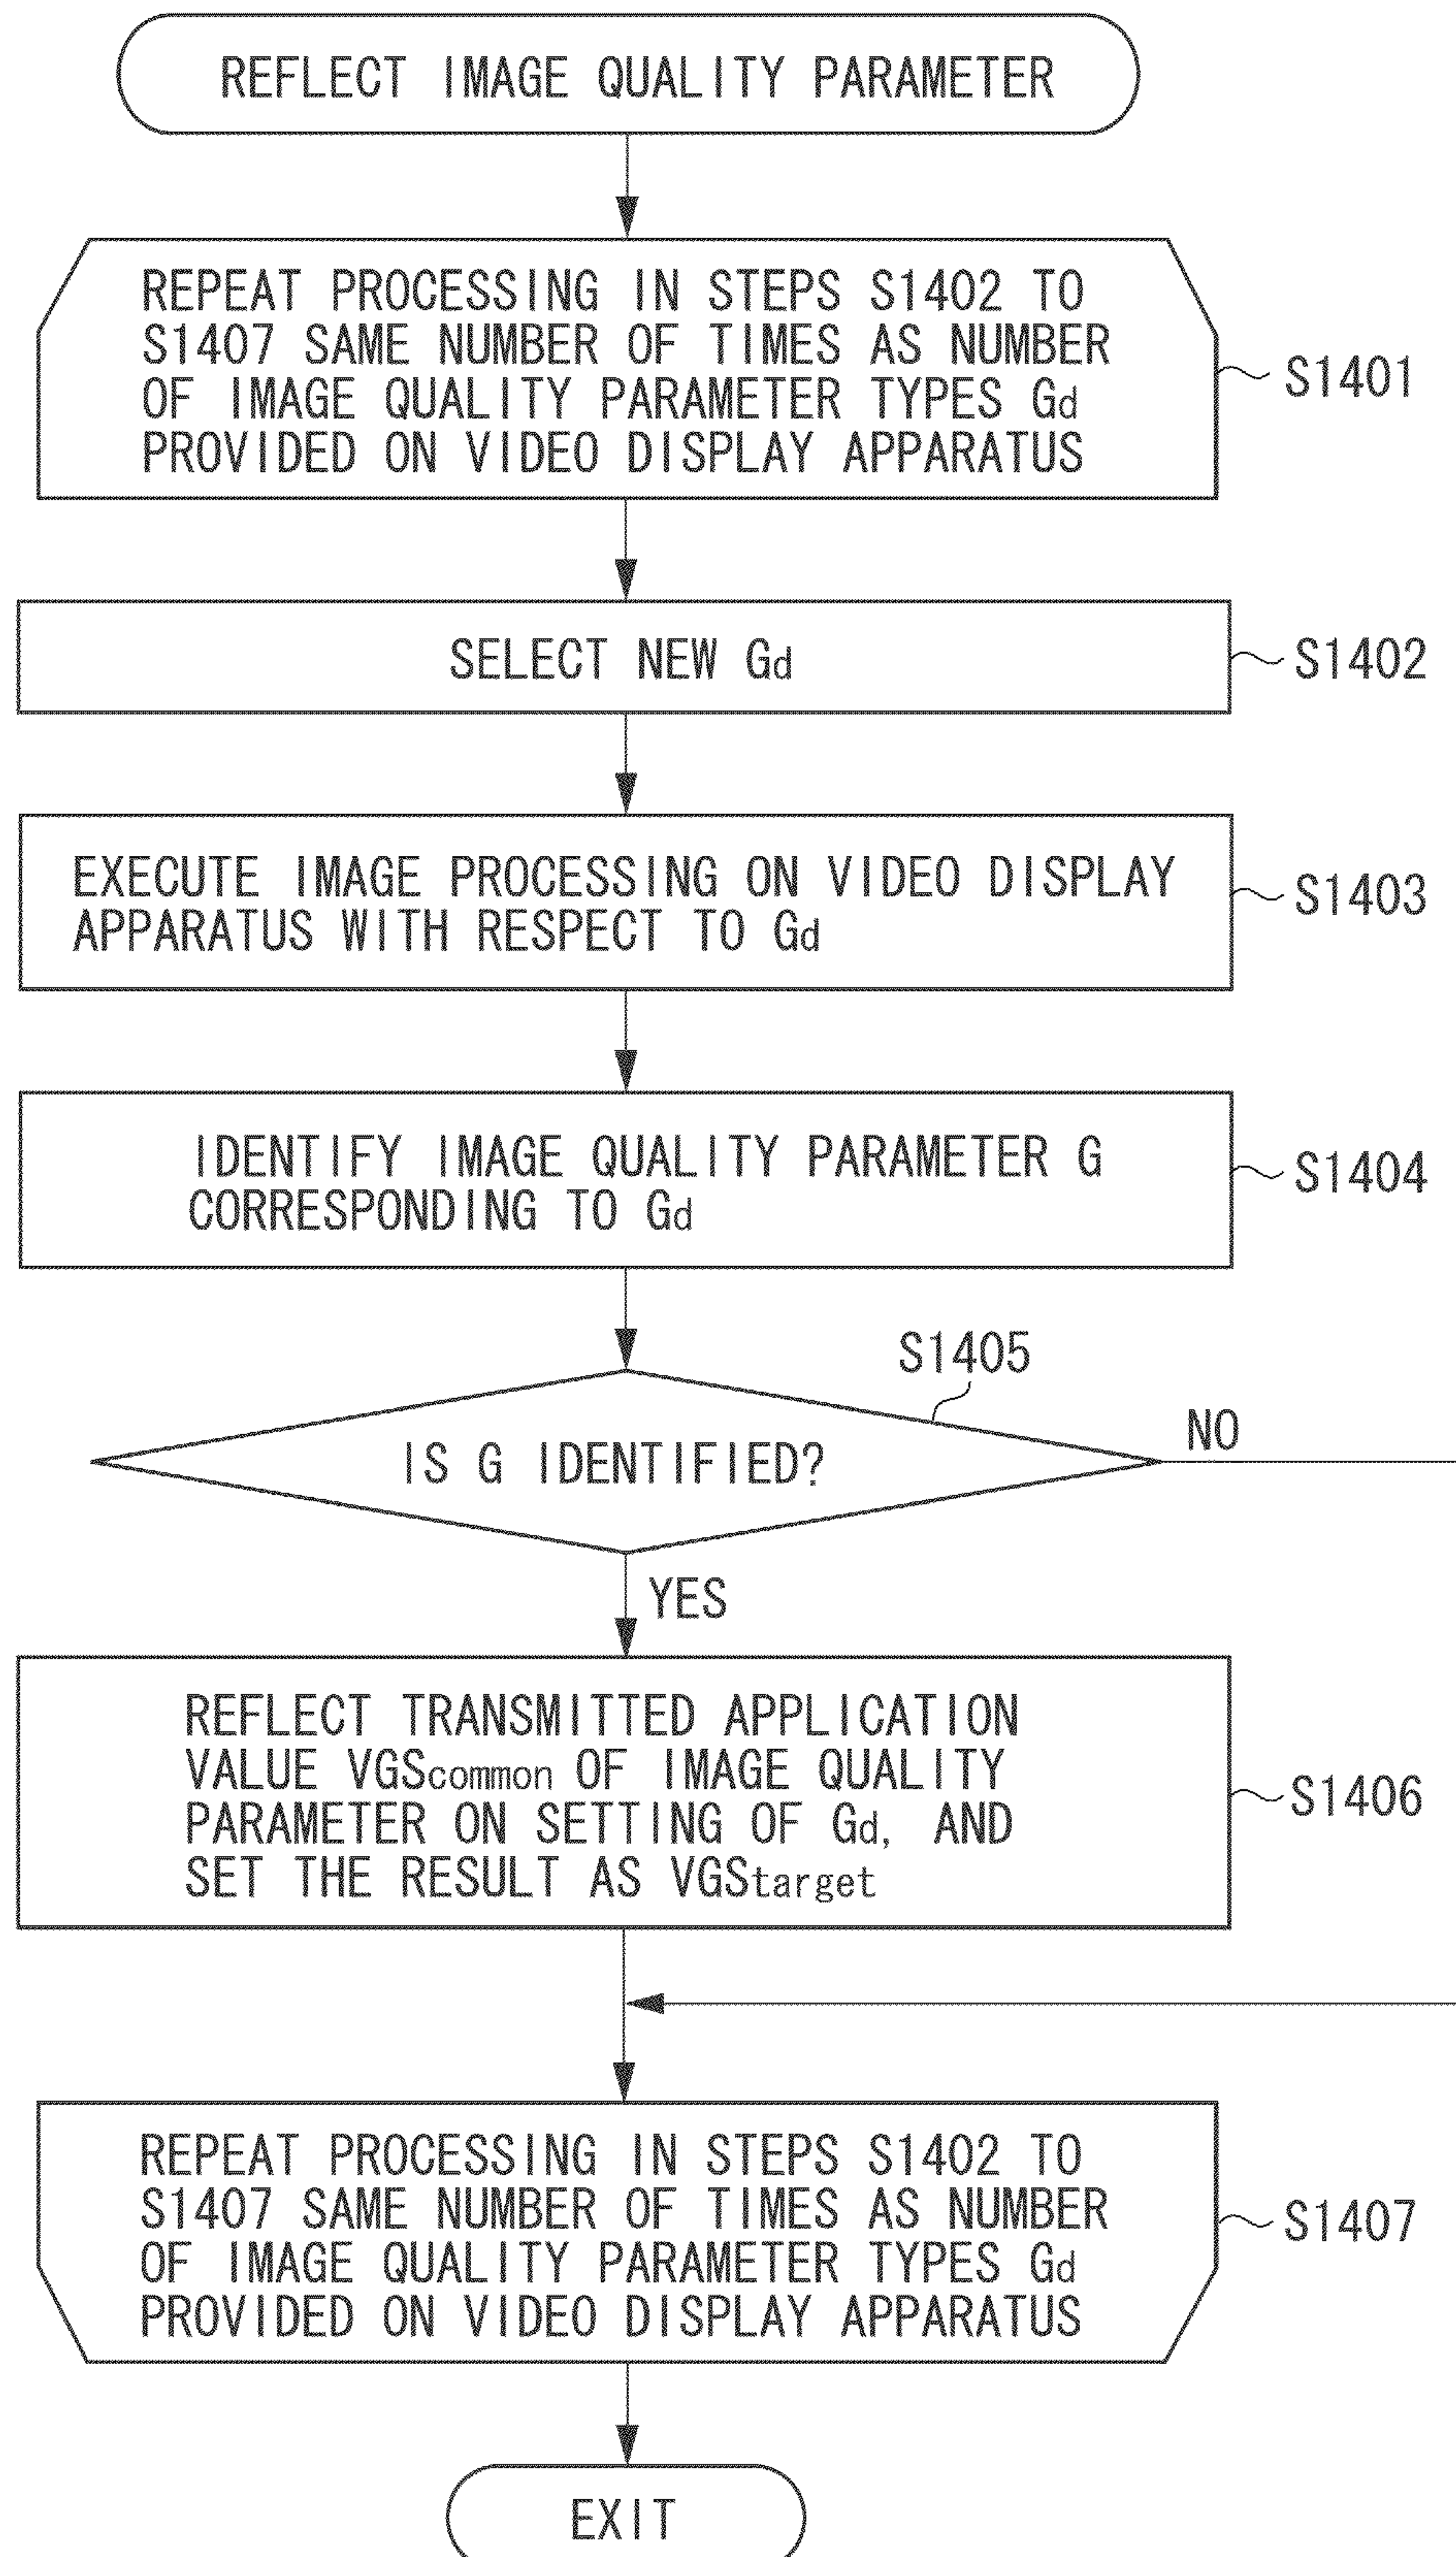 REFLECT IMAGE QUALITY PARAMETER
REPEAT PROCESSING IN STEPS S1402 TO
S1407 SAME NUMBER OF TIMES AS NUMBER
OF IMAGE QUALITY PARAMETER TYPES Gd
PROVIDED ON VIDEO DISPLAY APPARATUS
S1401
SELECT NEW Gd
S1402
EXECUTE IMAGE PROCESSING ON VIDEO DISPLAY
APPARATUS WITH RESPECT TO Gd
S1403
IDENTIFY IMAGE QUALITY PARAMETER G
CORRESPONDING TO Gd
S1404
S1405
IS G IDENTIFIED?
NO
YES
REFLECT TRANSMITTED APPLICATION
VALUE VGScommon OF IMAGE QUALITY
PARAMETER ON SETTING OF Gd, AND
SET THE RESULT AS VGStarget
S1406
REPEAT PROCESSING IN STEPS S1402 TO
S1407 SAME NUMBER OF TIMES AS NUMBER
OF IMAGE QUALITY PARAMETER TYPES Gd
PROVIDED ON VIDEO DISPLAY APPARATUS
S1407
EXIT